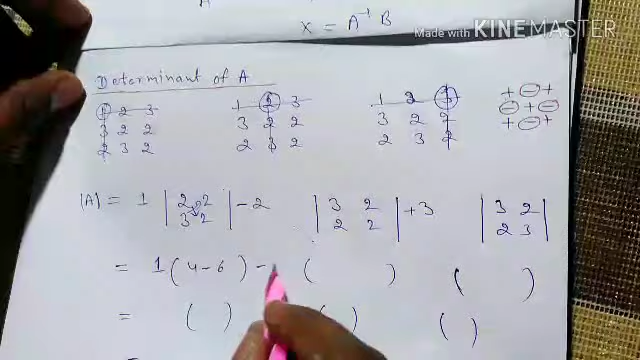 A
x = A⁻¹ B
Made with KINEMASTER
Determinant of A
1 2 3 1 2 3 1 2 3 + - +
3 2 2 3 2 2 3 2 2 - + -
2 3 2 2 3 2 2 3 2 + - +
|A| = 1 | 2 2 | - 2 | 3 2 | + 3 | 3 2 |
3 2 2 2 2 3
= 1 ( 4 - 6 ) - ( ) ( )
= ( ) ( ) ( )
=